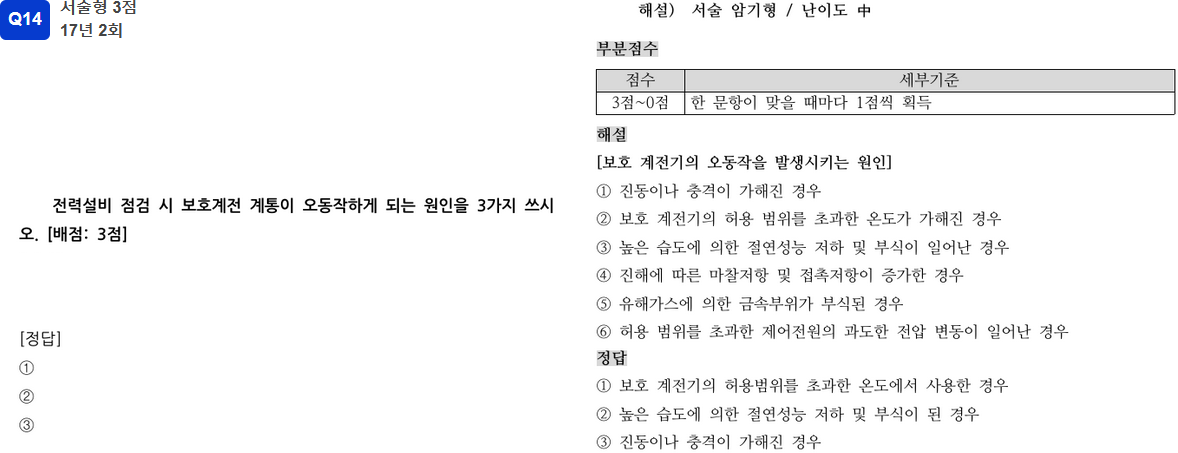 Q14
서술형 3점
17년 2회
전력설비 점검 시 보호계전 계통이 오동작하게 되는 원인을 3가지 쓰시
오. [배점: 3점]
[정답]
①
②
③
해설) 서술 암기형 / 난이도 中
부분점수
점수 세부기준
3점~0점 한 문항이 맞을 때마다 1점씩 획득
해설
[보호 계전기의 오동작을 발생시키는 원인]
① 진동이나 충격이 가해진 경우
② 보호 계전기의 허용 범위를 초과한 온도가 가해진 경우
③ 높은 습도에 의한 절연성능 저하 및 부식이 일어난 경우
④ 진해에 따른 마찰저항 및 접촉저항이 증가한 경우
⑤ 유해가스에 의한 금속부위가 부식된 경우
⑥ 허용 범위를 초과한 제어전원의 과도한 전압 변동이 일어난 경우
정답
① 보호 계전기의 허용범위를 초과한 온도에서 사용한 경우
② 높은 습도에 의한 절연성능 저하 및 부식이 된 경우
③ 진동이나 충격이 가해진 경우